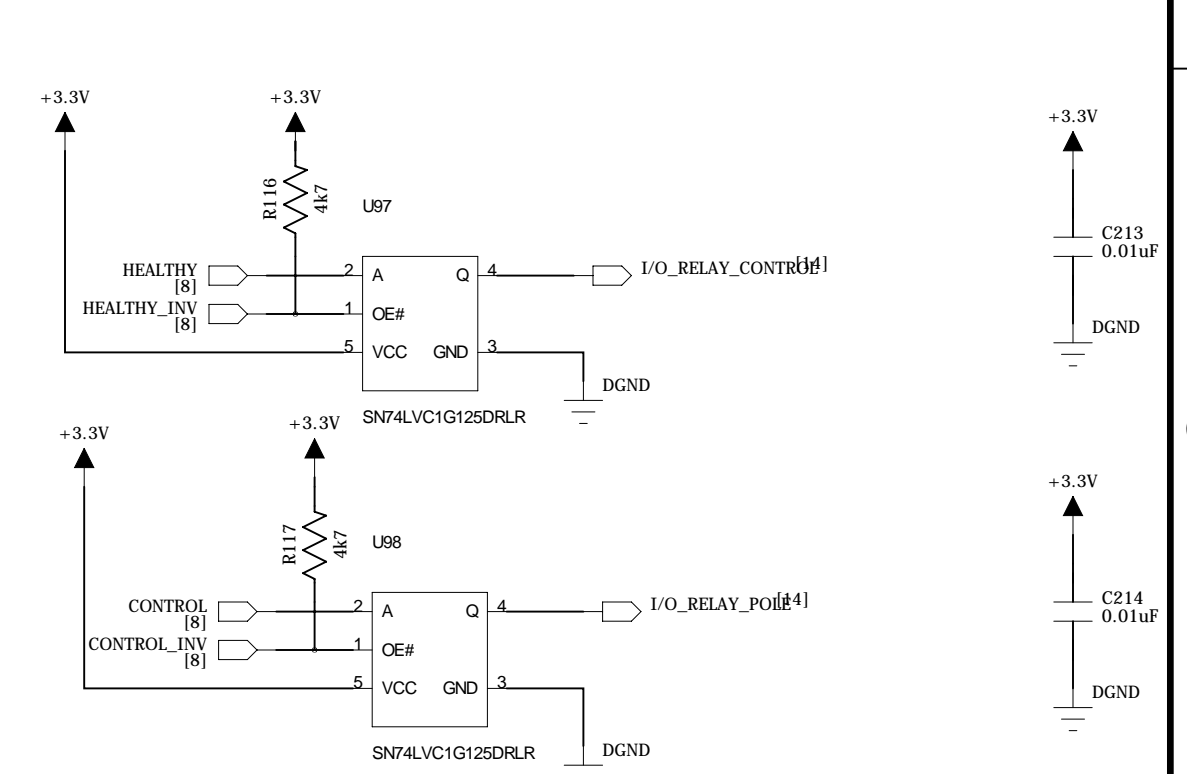 +3.3V
+3.3V
+3.3V
R116
4k7
U97
C213
0.01uF
HEALTHY
[8]
2
A
Q
4
I/O_RELAY_CONTROL
[14]
HEALTHY_INV
[8]
1
OE#
DGND
5
VCC
GND
3
DGND
SN74LVC1G125DRLR
+3.3V
+3.3V
+3.3V
R117
4k7
U98
C214
0.01uF
CONTROL
[8]
2
A
Q
4
I/O_RELAY_POLE
[14]
CONTROL_INV
[8]
1
OE#
5
VCC
GND
3
DGND
SN74LVC1G125DRLR
DGND